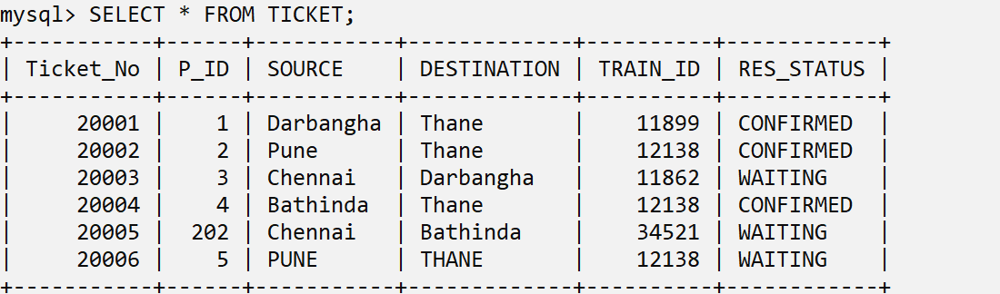 mysql> SELECT * FROM TICKET;
+-----------+------+-----------+-------------+----------+------------+
| Ticket_No | P_ID | SOURCE    | DESTINATION | TRAIN_ID | RES_STATUS |
+-----------+------+-----------+-------------+----------+------------+
|     20001 |    1 | Darbangha | Thane       |    11899 | CONFIRMED  |
|     20002 |    2 | Pune      | Thane       |    12138 | CONFIRMED  |
|     20003 |    3 | Chennai   | Darbangha   |    11862 | WAITING    |
|     20004 |    4 | Bathinda  | Thane       |    12138 | CONFIRMED  |
|     20005 |  202 | Chennai   | Bathinda    |    34521 | WAITING    |
|     20006 |    5 | PUNE      | THANE       |    12138 | WAITING    |
+-----------+------+-----------+-------------+----------+------------+